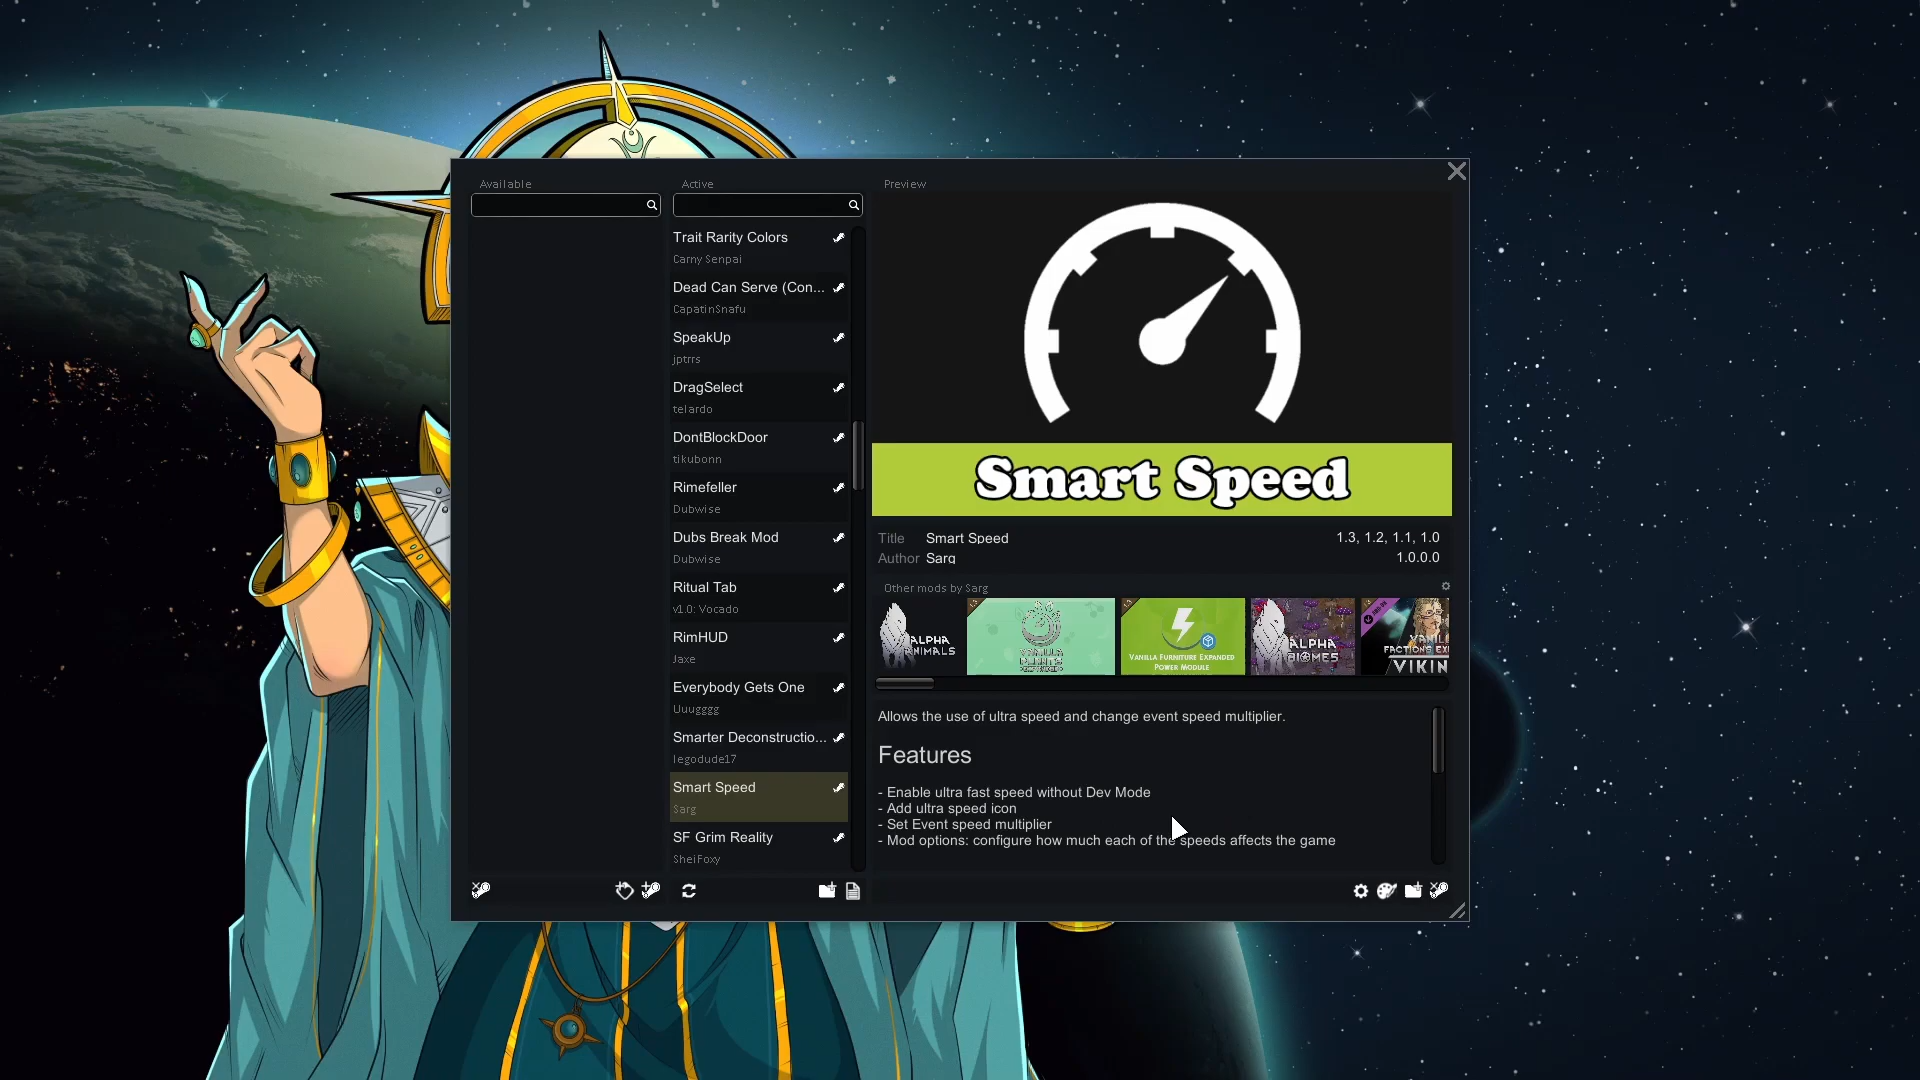 Available
Active
Preview
Trait Rarity Colors
Carny Senpai
Dead Can Serve (Con...
CapatinSnafu
SpeakUp
jptrrs
DragSelect
telardo
DontBlockDoor
tikubonn
Rimefeller
Dubwise
Dubs Break Mod
Dubwise
Ritual Tab
v1.0: Vocado
RimHUD
Jaxe
Everybody Gets One
Uuugggg
Smarter Deconstructio...
legodude17
Smart Speed
Sarg
SF Grim Reality
SheiFoxy
Smart Speed
Title Smart Speed 1.3, 1.2, 1.1, 1.0
Author Sarg 1.0.0.0
Other mods by Sarg
ALPHA
ANIMALS
VANILLA
PLANTS
VANILLA FURNITURE EXPANDED
POWER MODULE
ALPHA
BIOMES
VANIL
FACTIONS EX
VIKIN
Allows the use of ultra speed and change event speed multiplier.
Features
- Enable ultra fast speed without Dev Mode
- Add ultra speed icon
- Set Event speed multiplier
- Mod options: configure how much each of the speeds affects the game